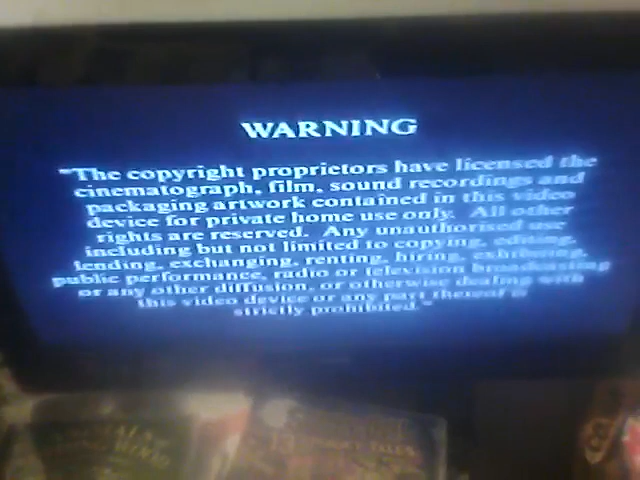 WARNING
"The copyright proprietors have licensed the
cinematograph, film, sound recordings and
packaging artwork contained in this video
device for private home use only. All other
rights are reserved. Any unauthorised use
including but not limited to copying, editing,
lending, exchanging, renting, hiring, exhibiting,
public performance, radio or television broadcasting
or any other diffusion, or otherwise dealing with
this video device or any part thereof is
strictly prohibited."